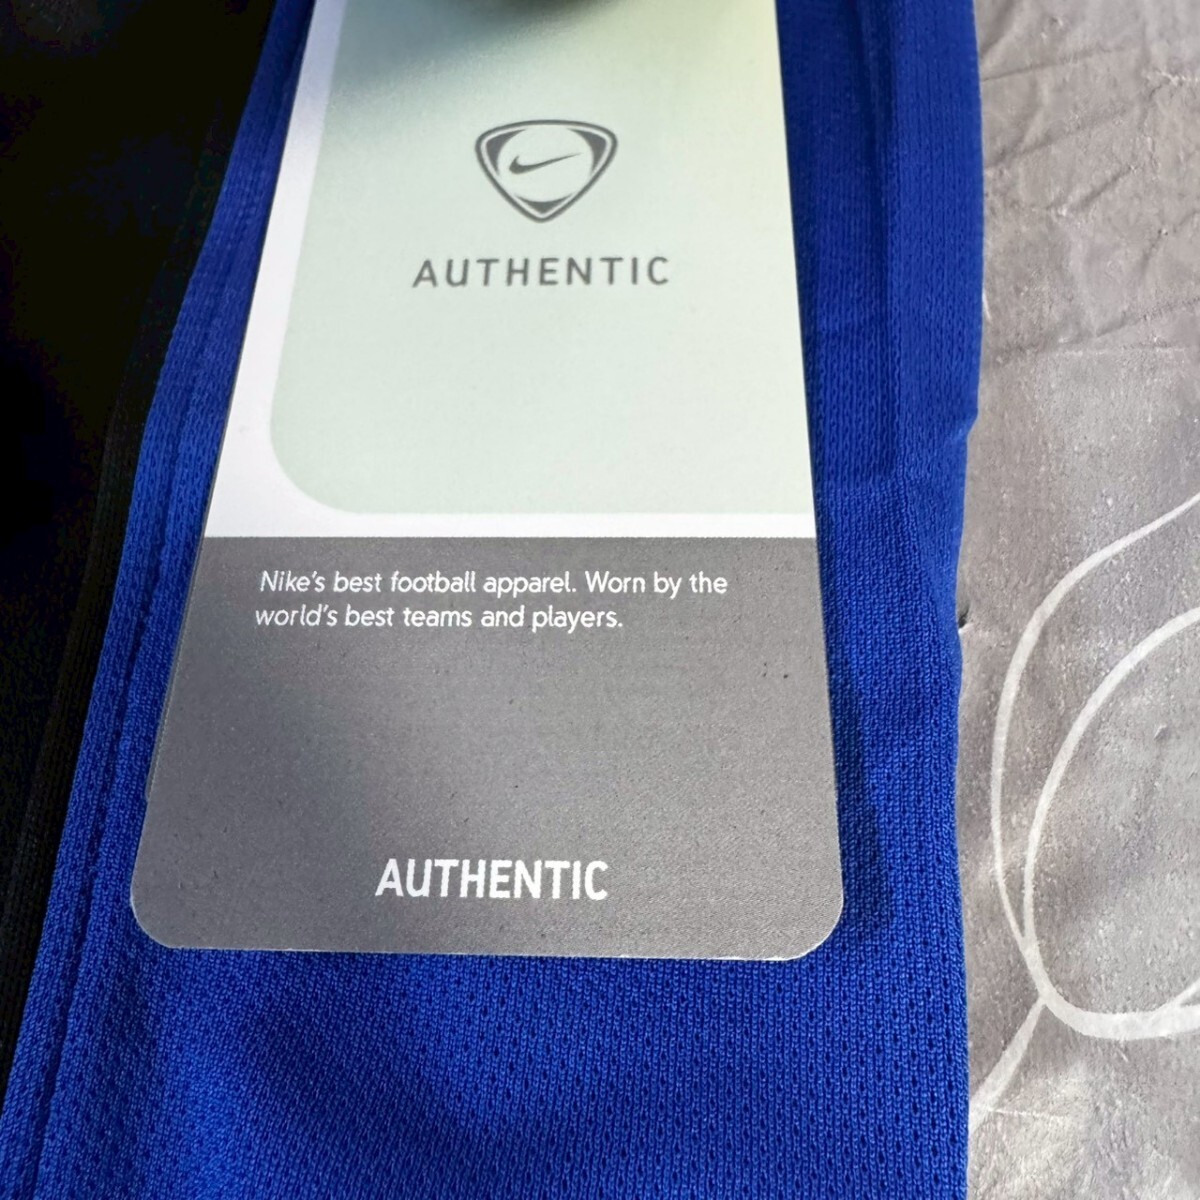 AUTHENTIC
Nike's best football apparel. Worn by the
world's best teams and players.
AUTHENTIC